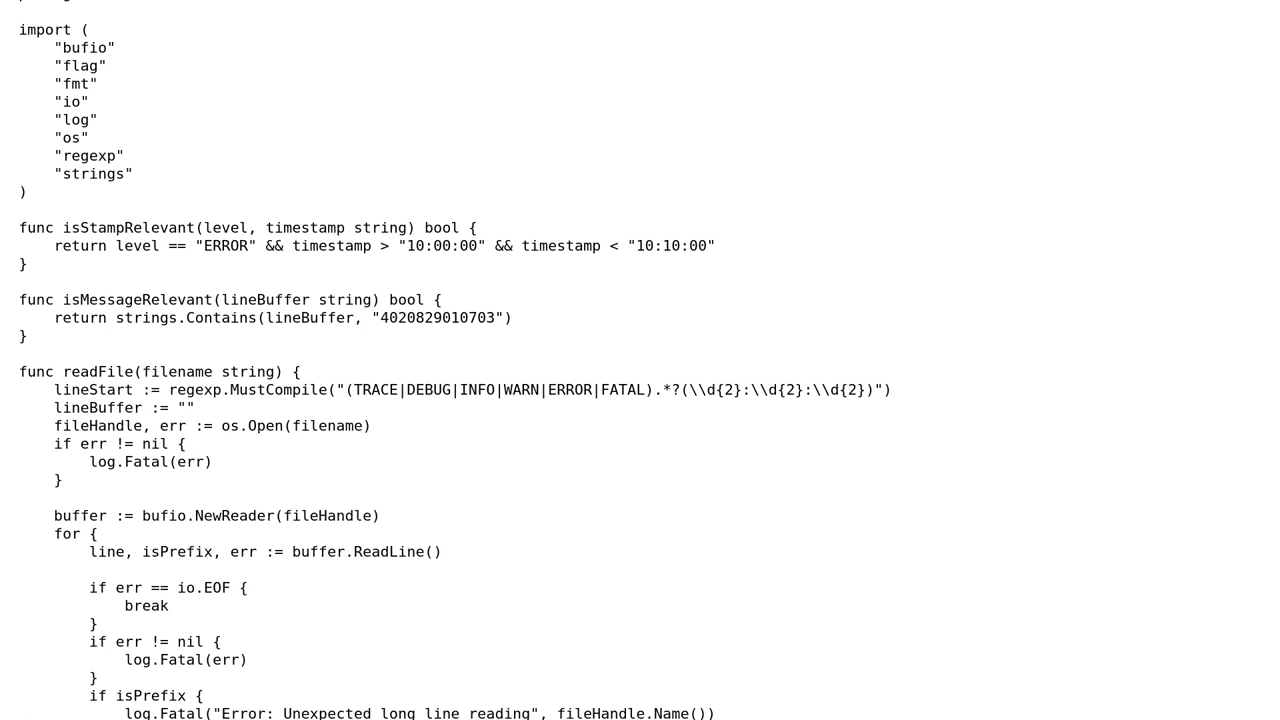 import (
    "bufio"
    "flag"
    "fmt"
    "io"
    "log"
    "os"
    "regexp"
    "strings"
)

func isStampRelevant(level, timestamp string) bool {
    return level == "ERROR" && timestamp > "10:00:00" && timestamp < "10:10:00"
}

func isMessageRelevant(lineBuffer string) bool {
    return strings.Contains(lineBuffer, "4020829010703")
}

func readFile(filename string) {
    lineStart := regexp.MustCompile("(TRACE|DEBUG|INFO|WARN|ERROR|FATAL).*?(\\d{2}:\\d{2}:\\d{2})")
    lineBuffer := ""
    fileHandle, err := os.Open(filename)
    if err != nil {
        log.Fatal(err)
    }

    buffer := bufio.NewReader(fileHandle)
    for {
        line, isPrefix, err := buffer.ReadLine()

        if err == io.EOF {
            break
        }
        if err != nil {
            log.Fatal(err)
        }
        if isPrefix {
            log.Fatal("Error: Unexpected long line reading", fileHandle.Name())